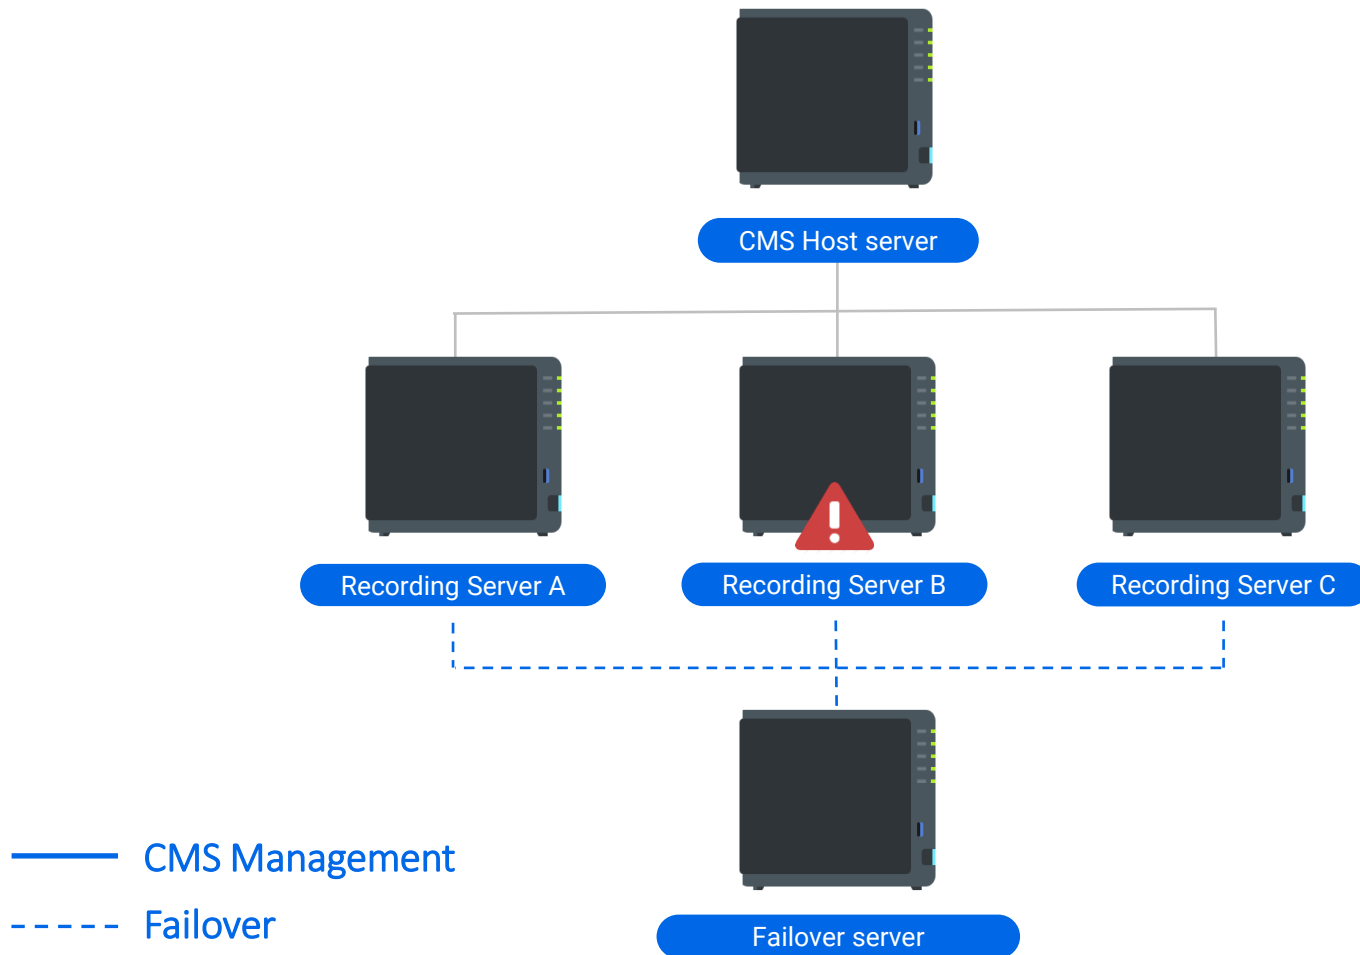 CMS Host server
Recording Server A
Recording Server B
Recording Server C
CMS Management
Failover
Failover server